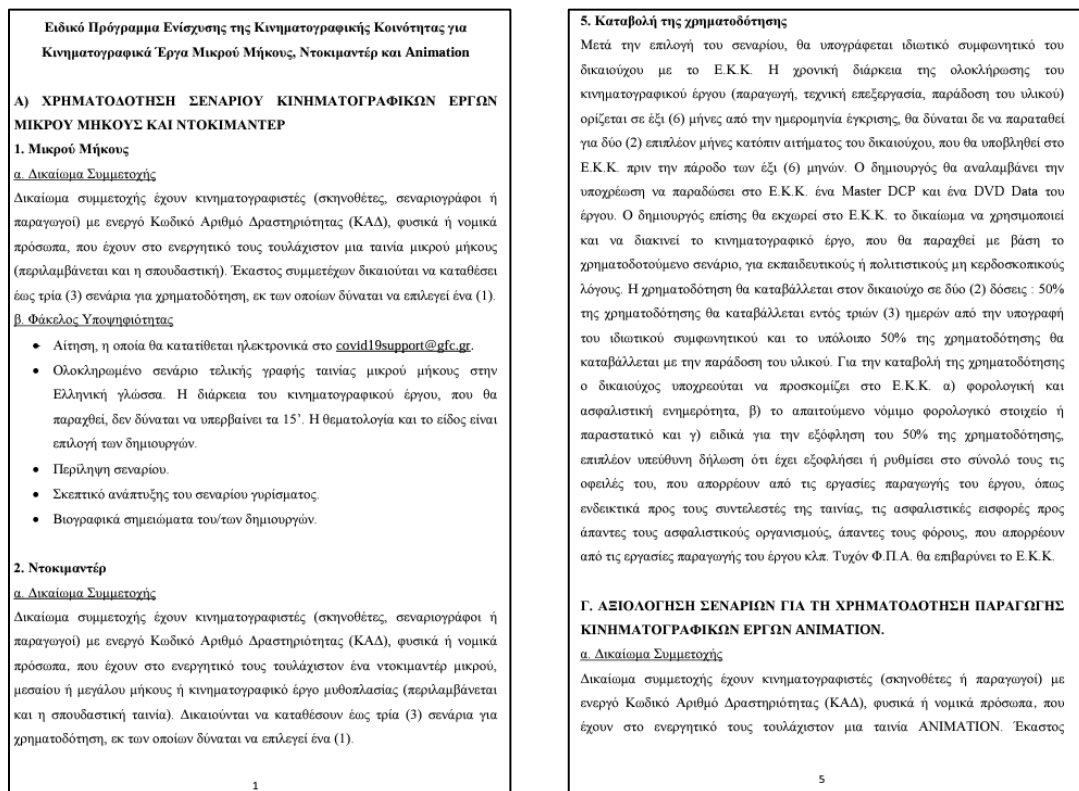 Ειδικό Πρόγραμμα Ενίσχυσης της Κινηματογραφικής Κοινότητας για
Κινηματογραφικά Έργα Μικρού Μήκους, Ντοκιμαντέρ και Animation
Α) ΧΡΗΜΑΤΟΔΟΤΗΣΗ ΣΕΝΑΡΙΟΥ ΚΙΝΗΜΑΤΟΓΡΑΦΙΚΩΝ ΕΡΓΩΝ
ΜΙΚΡΟΥ ΜΗΚΟΥΣ ΚΑΙ ΝΤΟΚΙΜΑΝΤΕΡ
1. Μικρού Μήκους
α. Δικαίωμα Συμμετοχής
Δικαίωμα συμμετοχής έχουν κινηματογραφιστές (σκηνοθέτες, σεναριογράφοι ή
παραγωγοί) με ενεργό Κωδικό Αριθμό Δραστηριότητας (ΚΑΔ), φυσικά ή νομικά
πρόσωπα, που έχουν στο ενεργητικό τους τουλάχιστον μια ταινία μικρού μήκους
(περιλαμβάνεται και η σπουδαστική). Έκαστος συμμετέχων δικαιούται να καταθέσει
έως τρία (3) σενάρια για χρηματοδότηση, εκ των οποίων δύναται να επιλεγεί ένα (1).
β. Φάκελος Υποψηφιότητας
• Αίτηση, η οποία θα κατατίθεται ηλεκτρονικά στο covid19support@gfc.gr.
• Ολοκληρωμένο σενάριο τελικής γραφής ταινίας μικρού μήκους στην
Ελληνική γλώσσα. Η διάρκεια του κινηματογραφικού έργου, που θα
παραχθεί, δεν δύναται να υπερβαίνει τα 15’. Η θεματολογία και το είδος είναι
επιλογή των δημιουργών.
• Περίληψη σεναρίου.
• Σκεπτικό ανάπτυξης του σεναρίου γυρίσματος.
• Βιογραφικά σημειώματα του/των δημιουργών.
2. Ντοκιμαντέρ
α. Δικαίωμα Συμμετοχής
Δικαίωμα συμμετοχής έχουν κινηματογραφιστές (σκηνοθέτες, σεναριογράφοι ή
παραγωγοί) με ενεργό Κωδικό Αριθμό Δραστηριότητας (ΚΑΔ), φυσικά ή νομικά
πρόσωπα, που έχουν στο ενεργητικό τους τουλάχιστον ένα ντοκιμαντέρ μικρού,
μεσαίου ή μεγάλου μήκους ή κινηματογραφικό έργο μυθοπλασίας (περιλαμβάνεται
και η σπουδαστική ταινία). Δικαιούνται να καταθέσουν έως τρία (3) σενάρια για
χρηματοδότηση, εκ των οποίων δύναται να επιλεγεί ένα (1).
1
5. Καταβολή της χρηματοδότησης
Μετά την επιλογή του σεναρίου, θα υπογράφεται ιδιωτικό συμφωνητικό του
δικαιούχου με το Ε.Κ.Κ. Η χρονική διάρκεια της ολοκλήρωσης του
κινηματογραφικού έργου (παραγωγή, τεχνική επεξεργασία, παράδοση του υλικού)
ορίζεται σε έξι (6) μήνες από την ημερομηνία έγκρισης, θα δύναται δε να παραταθεί
για δύο (2) επιπλέον μήνες κατόπιν αιτήματος του δικαιούχου, που θα υποβληθεί στο
Ε.Κ.Κ. πριν την πάροδο των έξι (6) μηνών. Ο δημιουργός θα αναλαμβάνει την
υποχρέωση να παραδώσει στο Ε.Κ.Κ. ένα Master DCP και ένα DVD Data του
έργου. Ο δημιουργός επίσης θα εκχωρεί στο Ε.Κ.Κ. το δικαίωμα να χρησιμοποιεί
και να διακινεί το κινηματογραφικό έργο, που θα παραχθεί με βάση το
χρηματοδοτούμενο σενάριο, για εκπαιδευτικούς ή πολιτιστικούς μη κερδοσκοπικούς
λόγους. Η χρηματοδότηση θα καταβάλλεται στον δικαιούχο σε δύο (2) δόσεις : 50%
της χρηματοδότησης θα καταβάλλεται εντός τριών (3) ημερών από την υπογραφή
του ιδιωτικού συμφωνητικού και το υπόλοιπο 50% της χρηματοδότησης θα
καταβάλλεται με την παράδοση του υλικού. Για την καταβολή της χρηματοδότησης
ο δικαιούχος υποχρεούται να προσκομίζει στο Ε.Κ.Κ. α) φορολογική και
ασφαλιστική ενημερότητα, β) το απαιτούμενο νόμιμο φορολογικό στοιχείο ή
παραστατικό και γ) ειδικά για την εξόφληση του 50% της χρηματοδότησης,
επιπλέον υπεύθυνη δήλωση ότι έχει εξοφλήσει ή ρυθμίσει στο σύνολό τους τις
οφειλές του, που απορρέουν από τις εργασίες παραγωγής του έργου, όπως
ενδεικτικά προς τους συντελεστές της ταινίας, τις ασφαλιστικές εισφορές προς
άπαντες τους ασφαλιστικούς οργανισμούς, άπαντες τους φόρους, που απορρέουν
από τις εργασίες παραγωγής του έργου κλπ. Τυχόν Φ.Π.Α. θα επιβαρύνει το Ε.Κ.Κ.
Γ. ΑΞΙΟΛΟΓΗΣΗ ΣΕΝΑΡΙΩΝ ΓΙΑ ΤΗ ΧΡΗΜΑΤΟΔΟΤΗΣΗ ΠΑΡΑΓΩΓΗΣ
ΚΙΝΗΜΑΤΟΓΡΑΦΙΚΩΝ ΕΡΓΩΝ ANIMATION.
α. Δικαίωμα Συμμετοχής
Δικαίωμα συμμετοχής έχουν κινηματογραφιστές (σκηνοθέτες ή παραγωγοί) με
ενεργό Κωδικό Αριθμό Δραστηριότητας (ΚΑΔ), φυσικά ή νομικά πρόσωπα, που
έχουν στο ενεργητικό τους τουλάχιστον μια ταινία ANIMATION. Έκαστος
5